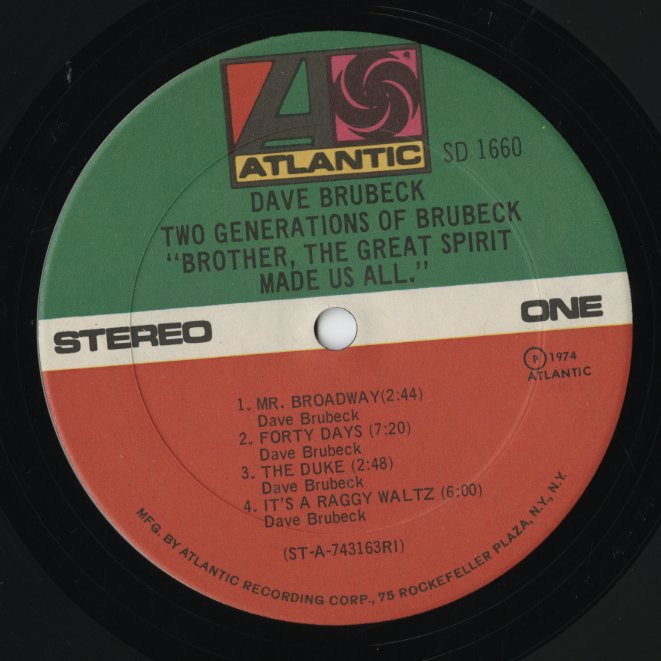 ATLANTIC
SD 1660
DAVE BRUBECK
TWO GENERATIONS OF BRUBECK
"BROTHER, THE GREAT SPIRIT
MADE US ALL."
STEREO
ONE
Ⓟ 1974
ATLANTIC
1. MR. BROADWAY(2:44)
Dave Brubeck
2. FORTY DAYS (7:20)
Dave Brubeck
3. THE DUKE (2:48)
Dave Brubeck
4. IT'S A RAGGY WALTZ (6:00)
Dave Brubeck
(ST-A-743163RI)
MFG. BY ATLANTIC RECORDING CORP., 75 ROCKEFELLER PLAZA, N.Y., N.Y.